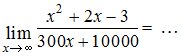 lim x→∞ (x² + 2x − 3)/(300x + 10000) = ...